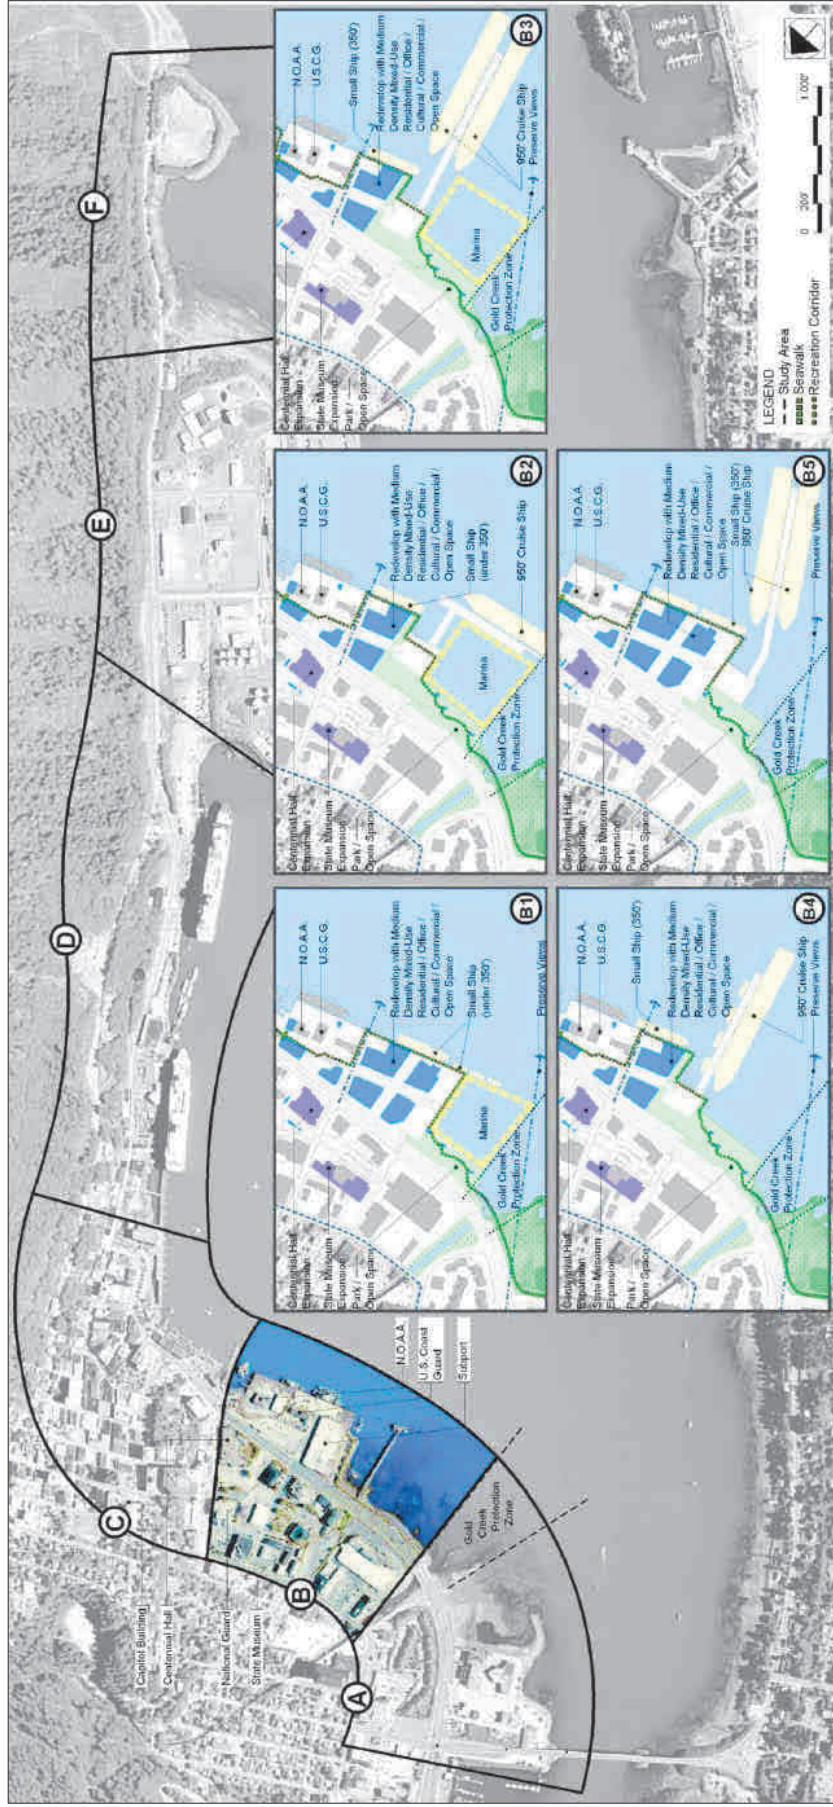 A
B
C
D
E
F
Capitol Building
Centennial Hall
National Guard
State Museum
N.O.A.A.
U.S. Coast
Guard
Subport
Gold
Creek
Protection
Zone
Centennial Hall
Expansion
State Museum
Expansion
Park /
Open Space
N.O.A.A.
U.S.C.G.
Redevelop with Medium
Density Mixed-Use
Residential / Office /
Cultural / Commercial /
Open Space
Small Ship
(under 350')
Marina
Gold Creek
Protection Zone
Preserve Views
B1
Centennial Hall
Expansion
State Museum
Expansion
Park /
Open Space
N.O.A.A.
U.S.C.G.
Redevelop with Medium
Density Mixed-Use
Residential / Office /
Cultural / Commercial /
Open Space
Small Ship
(under 350')
950' Cruise Ship
Marina
Gold Creek
Protection Zone
B2
Centennial Hall
Expansion
State Museum
Expansion
Park /
Open Space
N.O.A.A.
U.S.C.G.
Small Ship (350')
Redevelop with Medium
Density Mixed-Use
Residential / Office /
Cultural / Commercial /
Open Space
950' Cruise Ship
Preserve Views
Marina
Gold Creek
Protection Zone
B3
Centennial Hall
Expansion
State Museum
Expansion
Park /
Open Space
N.O.A.A.
U.S.C.G.
Small Ship (350')
Redevelop with Medium
Density Mixed-Use
Residential / Office /
Cultural / Commercial /
Open Space
950' Cruise Ship
Preserve Views
Gold Creek
Protection Zone
B4
Centennial Hall
Expansion
State Museum
Expansion
Park /
Open Space
N.O.A.A.
U.S.C.G.
Redevelop with Medium
Density Mixed-Use
Residential / Office /
Cultural / Commercial /
Open Space
Small Ship (350')
950' Cruise Ship
Preserve Views
Gold Creek
Protection Zone
B5
LEGEND
Study Area
Seawalk
Recreation Corridor
0 200' 1,000'